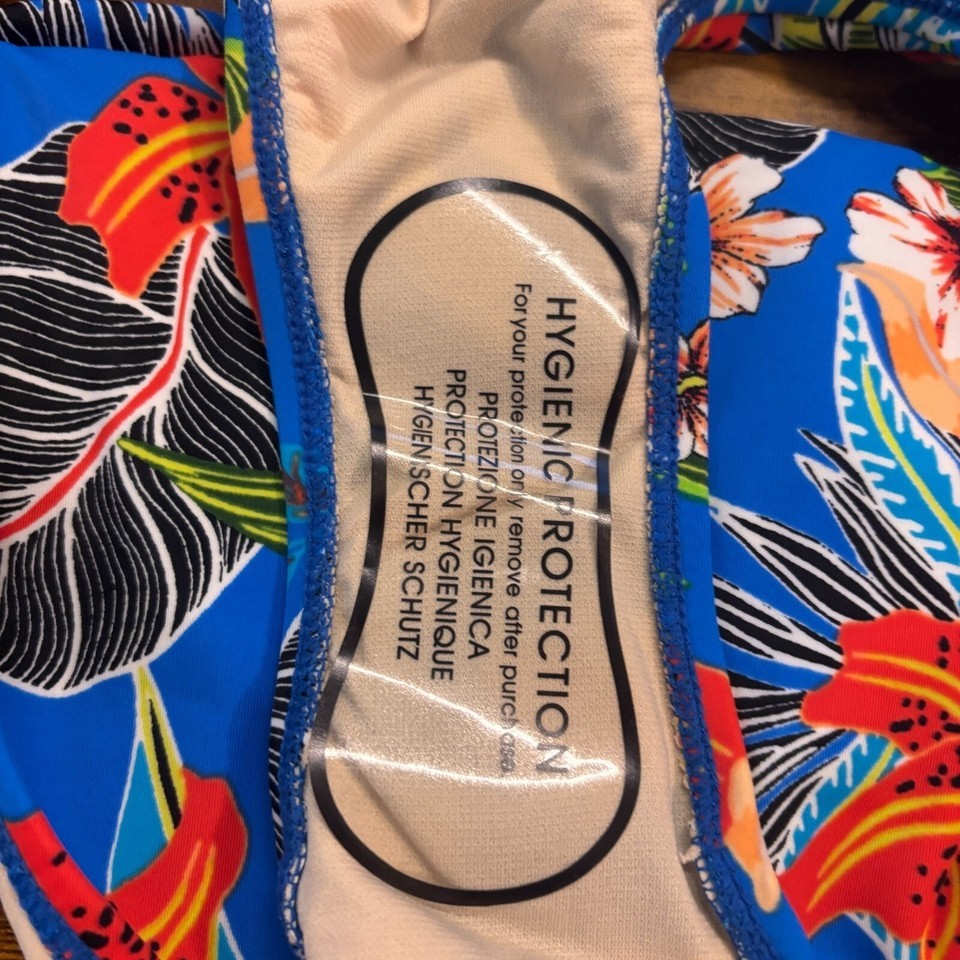 HYGIENIC PROTECTION
For your protection only remove after purchase.
PROTEZIONE IGIENICA
PROTECTION HYGIENIQUE
HYGIENISCHER SCHUTZ